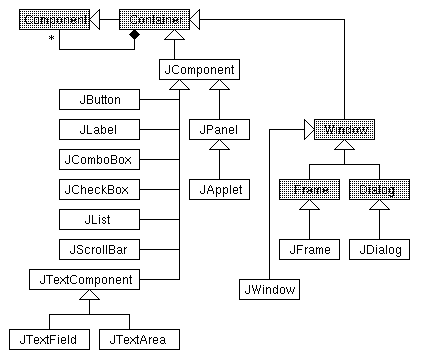 Component
Container
*
JComponent
JButton
JLabel
JPanel
Window
JComboBox
JCheckBox
JApplet
Frame
Dialog
JList
JScrollBar
JFrame
JDialog
JTextComponent
JWindow
JTextField
JTextArea